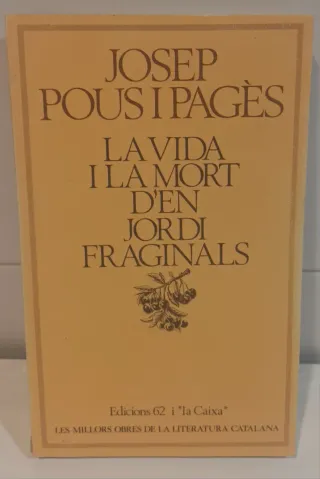 JOSEP
POUS I PAGÈS
LA VIDA
I LA MORT
D'EN
JORDI
FRAGINALS
Edicions 62 i "la Caixa"
LES MILLORS OBRES DE LA LITERATURA CATALANA